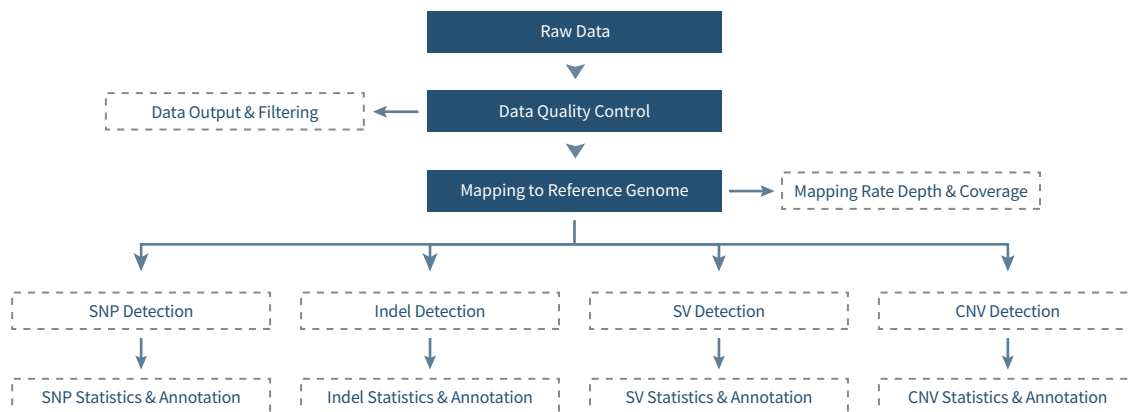 Raw Data
Data Output & Filtering
Data Quality Control
Mapping to Reference Genome
Mapping Rate Depth & Coverage
SNP Detection
Indel Detection
SV Detection
CNV Detection
SNP Statistics & Annotation
Indel Statistics & Annotation
SV Statistics & Annotation
CNV Statistics & Annotation